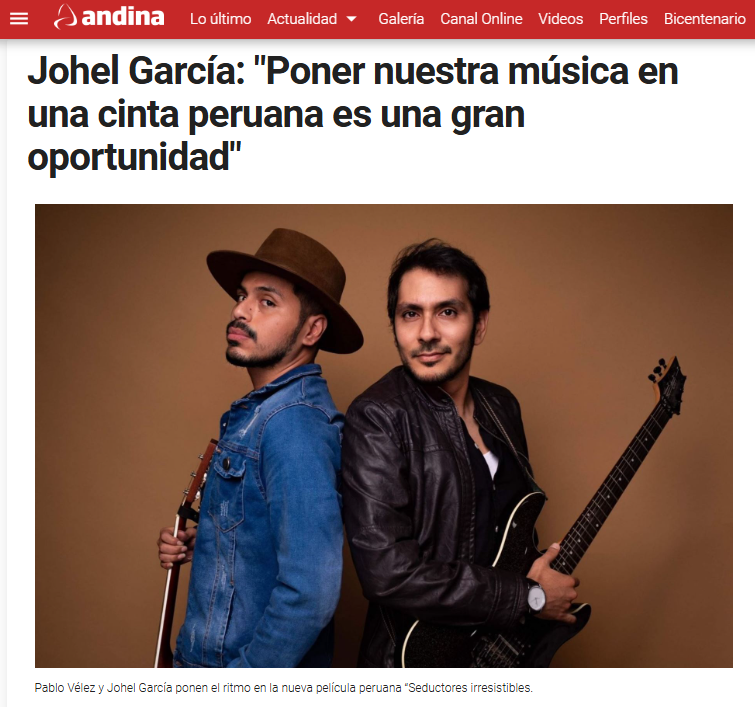 andina Lo último Actualidad Galería Canal Online Videos Perfiles Bicentenario
Johel García: "Poner nuestra música en
una cinta peruana es una gran
oportunidad"
Pablo Vélez y Johel García ponen el ritmo en la nueva película peruana “Seductores irresistibles.